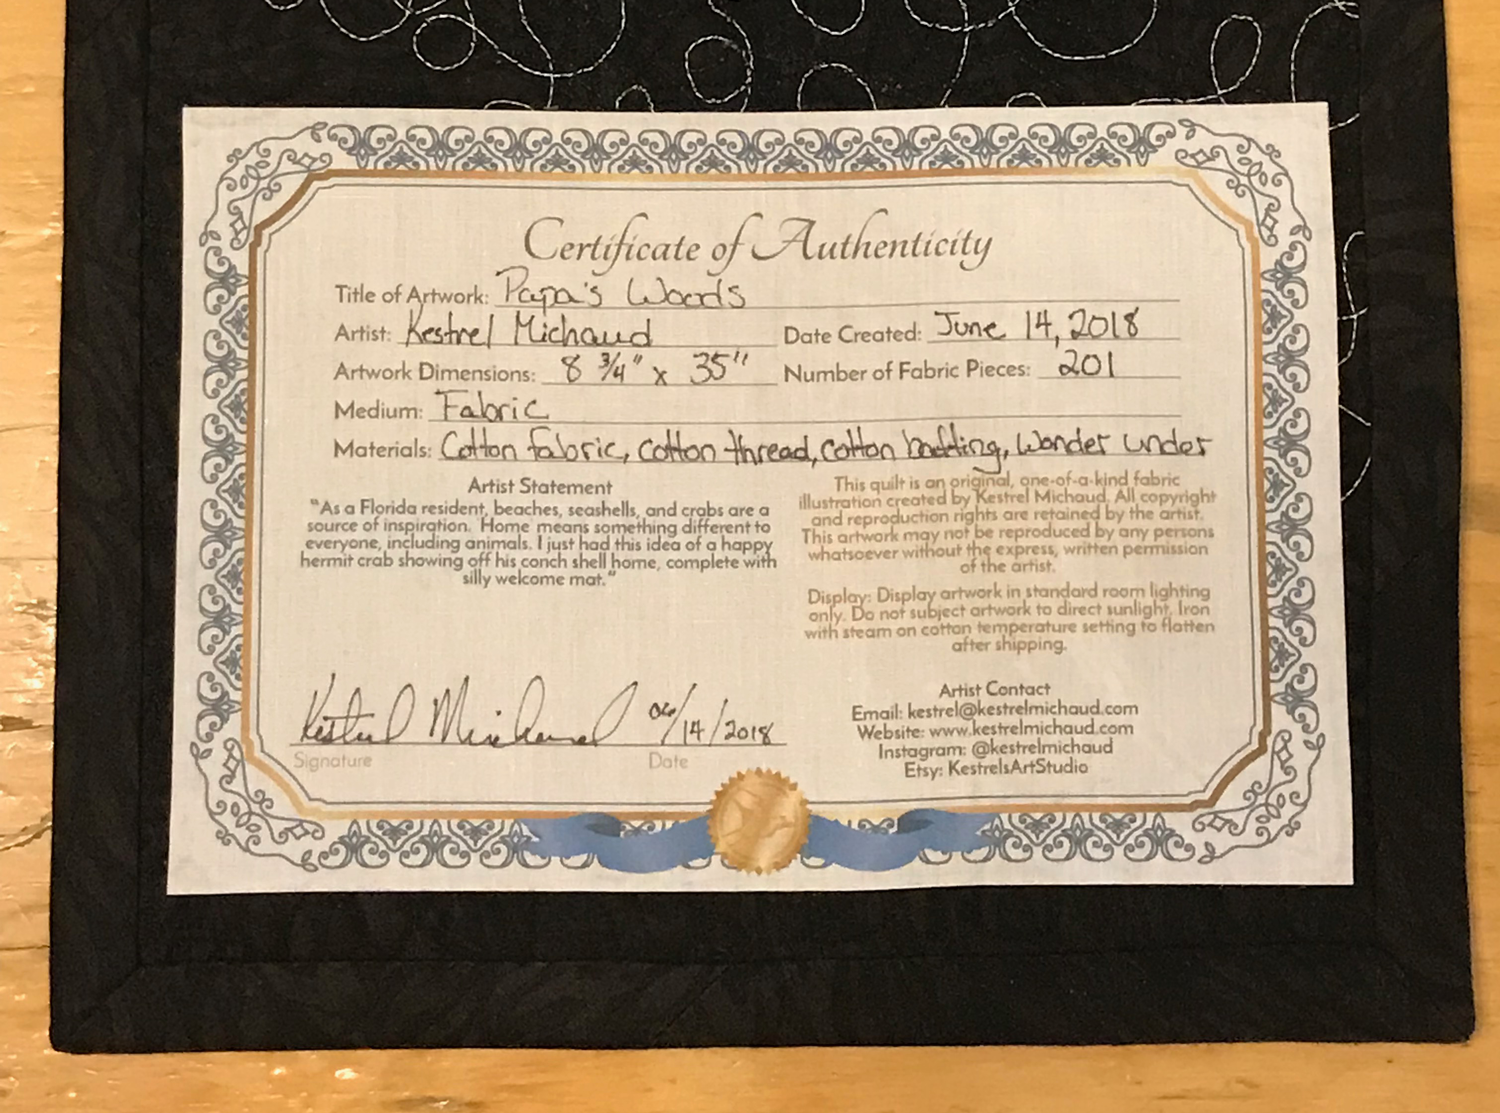 Certificate of Authenticity
Title of Artwork: Papa's Woods
Artist: Kestrel Michaud Date Created: June 14, 2018
Artwork Dimensions: 8 3/4" x 35" Number of Fabric Pieces: 201
Medium: Fabric
Materials: Cotton fabric, cotton thread, cotton batting, Wonder Under
Artist Statement
"As a Florida resident, beaches, seashells, and crabs are a
source of inspiration. Home means something different to
everyone, including animals. I just had this idea of a happy
hermit crab showing off his conch shell home, complete with
silly welcome mat."
This quilt is an original, one-of-a-kind fabric
illustration created by Kestrel Michaud. All copyright
and reproduction rights are retained by the artist.
This artwork may not be reproduced by any persons
whatsoever without the express, written permission
of the artist.
Display: Display artwork in standard room lighting
only. Do not subject artwork to direct sunlight. Iron
with steam on cotton temperature setting to flatten
after shipping.
Kestrel Michaud 06/14/2018
Signature Date
Artist Contact
Email: kestrel@kestrelmichaud.com
Website: www.kestrelmichaud.com
Instagram: @kestrelmichaud
Etsy: KestrelsArtStudio